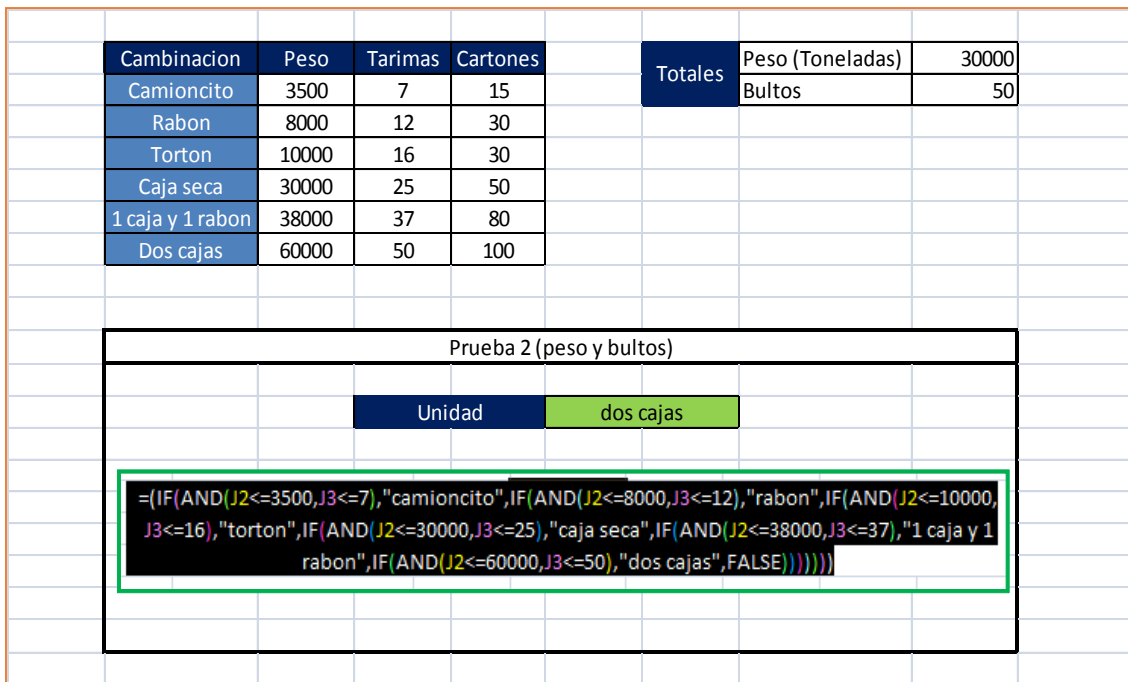 Cambinacion Peso Tarimas Cartones
Camioncito 3500 7 15
Rabon 8000 12 30
Torton 10000 16 30
Caja seca 30000 25 50
1 caja y 1 rabon 38000 37 80
Dos cajas 60000 50 100
Totales
Peso (Toneladas) 30000
Bultos 50
Prueba 2 (peso y bultos)
Unidad dos cajas
=(IF(AND(J2<=3500,J3<=7),"camioncito",IF(AND(J2<=8000,J3<=12),"rabon",IF(AND(J2<=10000,
J3<=16),"torton",IF(AND(J2<=30000,J3<=25),"caja seca",IF(AND(J2<=38000,J3<=37),"1 caja y 1
rabon",IF(AND(J2<=60000,J3<=50),"dos cajas",FALSE)))))))